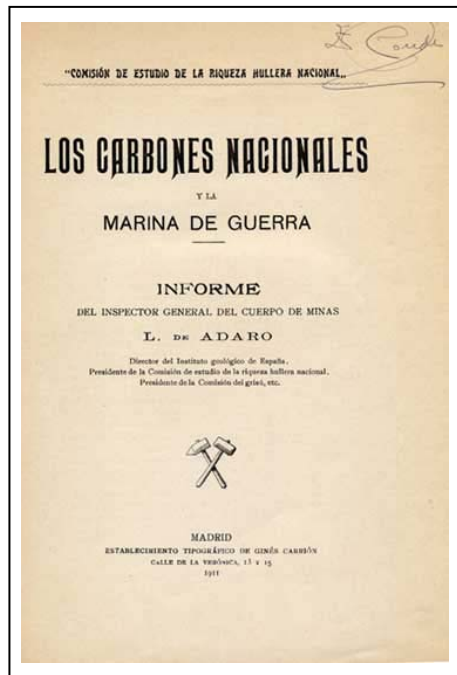 "COMISIÓN DE ESTUDIO DE LA RIQUEZA HULLERA NACIONAL„
LOS CARBONES NACIONALES
Y LA
MARINA DE GUERRA
INFORME
DEL INSPECTOR GENERAL DEL CUERPO DE MINAS
L. DE ADARO
Director del Instituto geológico de España.
Presidente de la Comisión de estudio de la riqueza hullera nacional.
Presidente de la Comisión del grisú, etc.
MADRID
ESTABLECIMIENTO TIPOGRÁFICO DE GINÉS CARRIÓN
CALLE DE LA VERÓNICA, 13 Y 15
1911